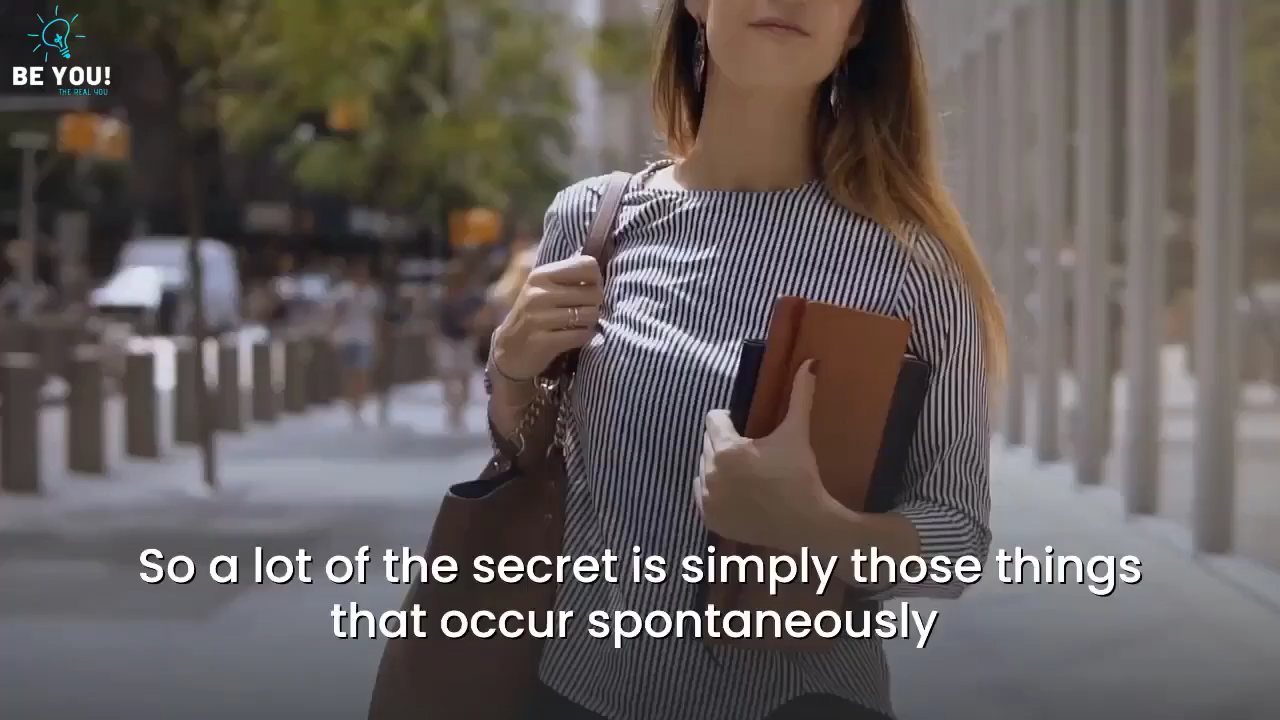 BE YOU!
THE REAL YOU
So a lot of the secret is simply those things
that occur spontaneously